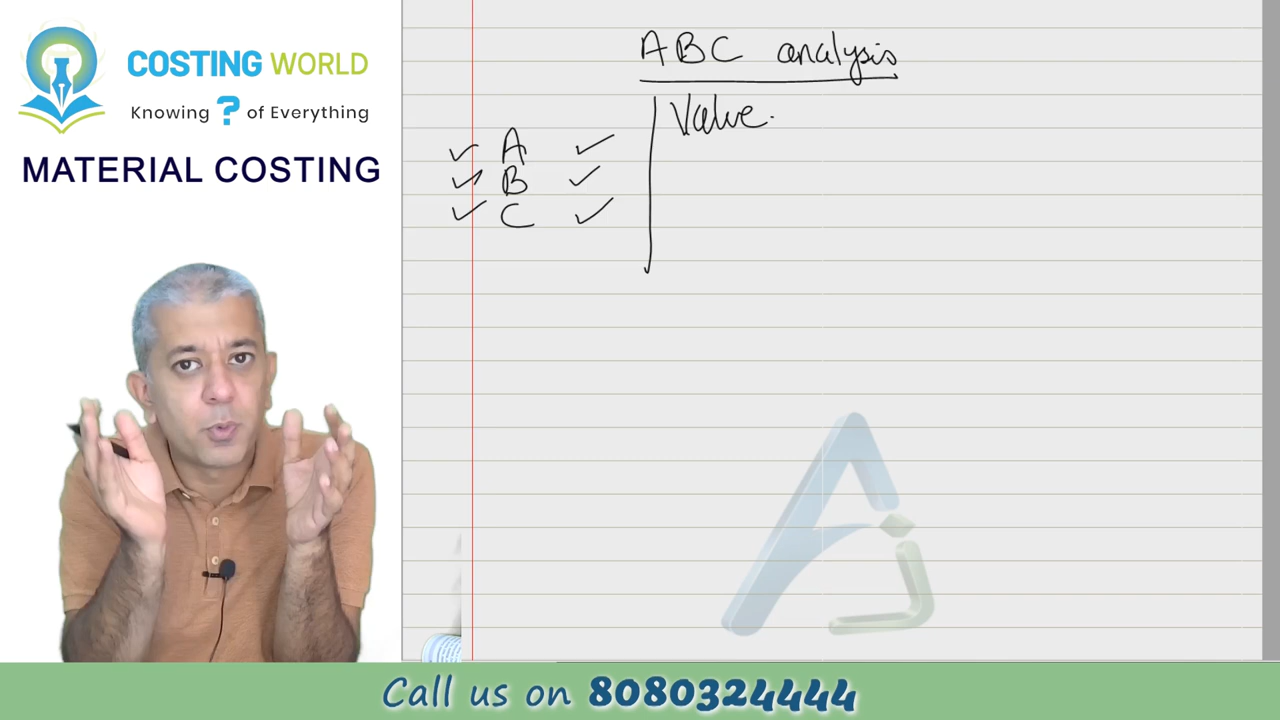 COSTING WORLD
Knowing ? of Everything
MATERIAL COSTING
ABC analysis
Value.
✓ A ✓
✓ B ✓
✓ C ✓
Call us on 8080324444